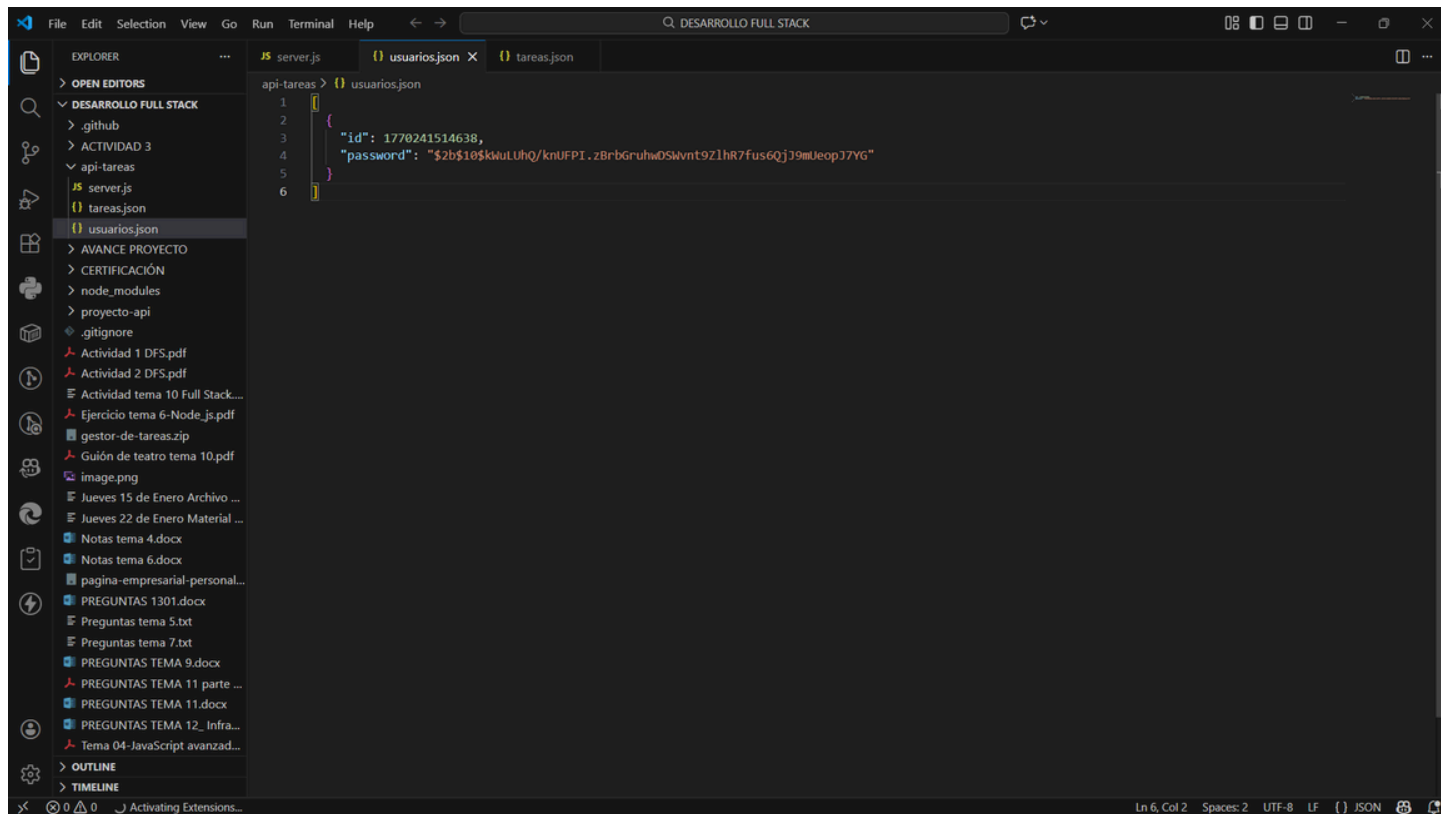 File Edit Selection View Go Run Terminal Help
DESARROLLO FULL STACK
EXPLORER
OPEN EDITORS
DESARROLLO FULL STACK
.github
ACTIVIDAD 3
api-tareas
JS server.js
{} tareas.json
{} usuarios.json
AVANCE PROYECTO
CERTIFICACIÓN
node_modules
proyecto-api
.gitignore
Actividad 1 DFS.pdf
Actividad 2 DFS.pdf
Actividad tema 10 Full Stack....
Ejercicio tema 6-Node_js.pdf
gestor-de-tareas.zip
Guión de teatro tema 10.pdf
image.png
Jueves 15 de Enero Archivo ...
Jueves 22 de Enero Material ...
Notas tema 4.docx
Notas tema 6.docx
pagina-empresarial-personal...
PREGUNTAS 1301.docx
Preguntas tema 5.txt
Preguntas tema 7.txt
PREGUNTAS TEMA 9.docx
PREGUNTAS TEMA 11 parte ...
PREGUNTAS TEMA 11.docx
PREGUNTAS TEMA 12_ Infra...
Tema 04-JavaScript avanzad...
OUTLINE
TIMELINE
JS server.js {} usuarios.json {} tareas.json
api-tareas > {} usuarios.json
1 [
2 {
3 "id": 1770241514638,
4 "password": "$2b$10$kWuLUhQ/knUFPI.zBrbGruhwDSWvnt9ZlhR7fus6QjJ9mUeopJ7YG"
5 }
6 ]
0 0 Activating Extensions...
Ln 6, Col 2 Spaces: 2 UTF-8 LF {} JSON